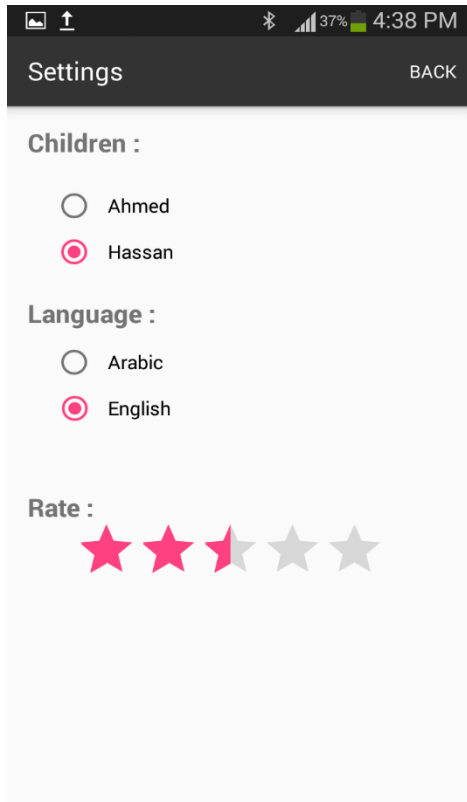 37% 4:38 PM
Settings BACK
Children :
Ahmed
Hassan
Language :
Arabic
English
Rate :